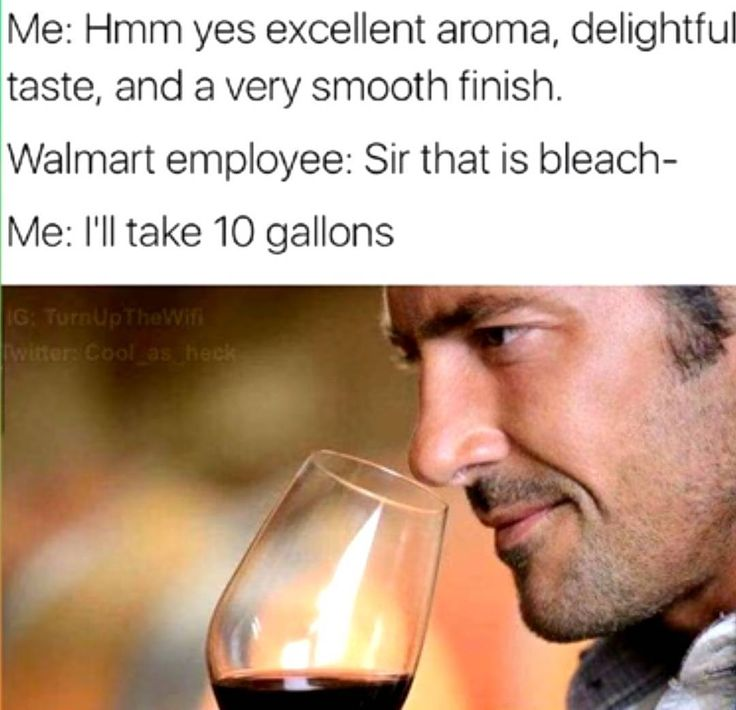 Me: Hmm yes excellent aroma, delightful
taste, and a very smooth finish.
Walmart employee: Sir that is bleach-
Me: I'll take 10 gallons
IG: TurnUpTheWifi
Twitter: Cool_as_heck